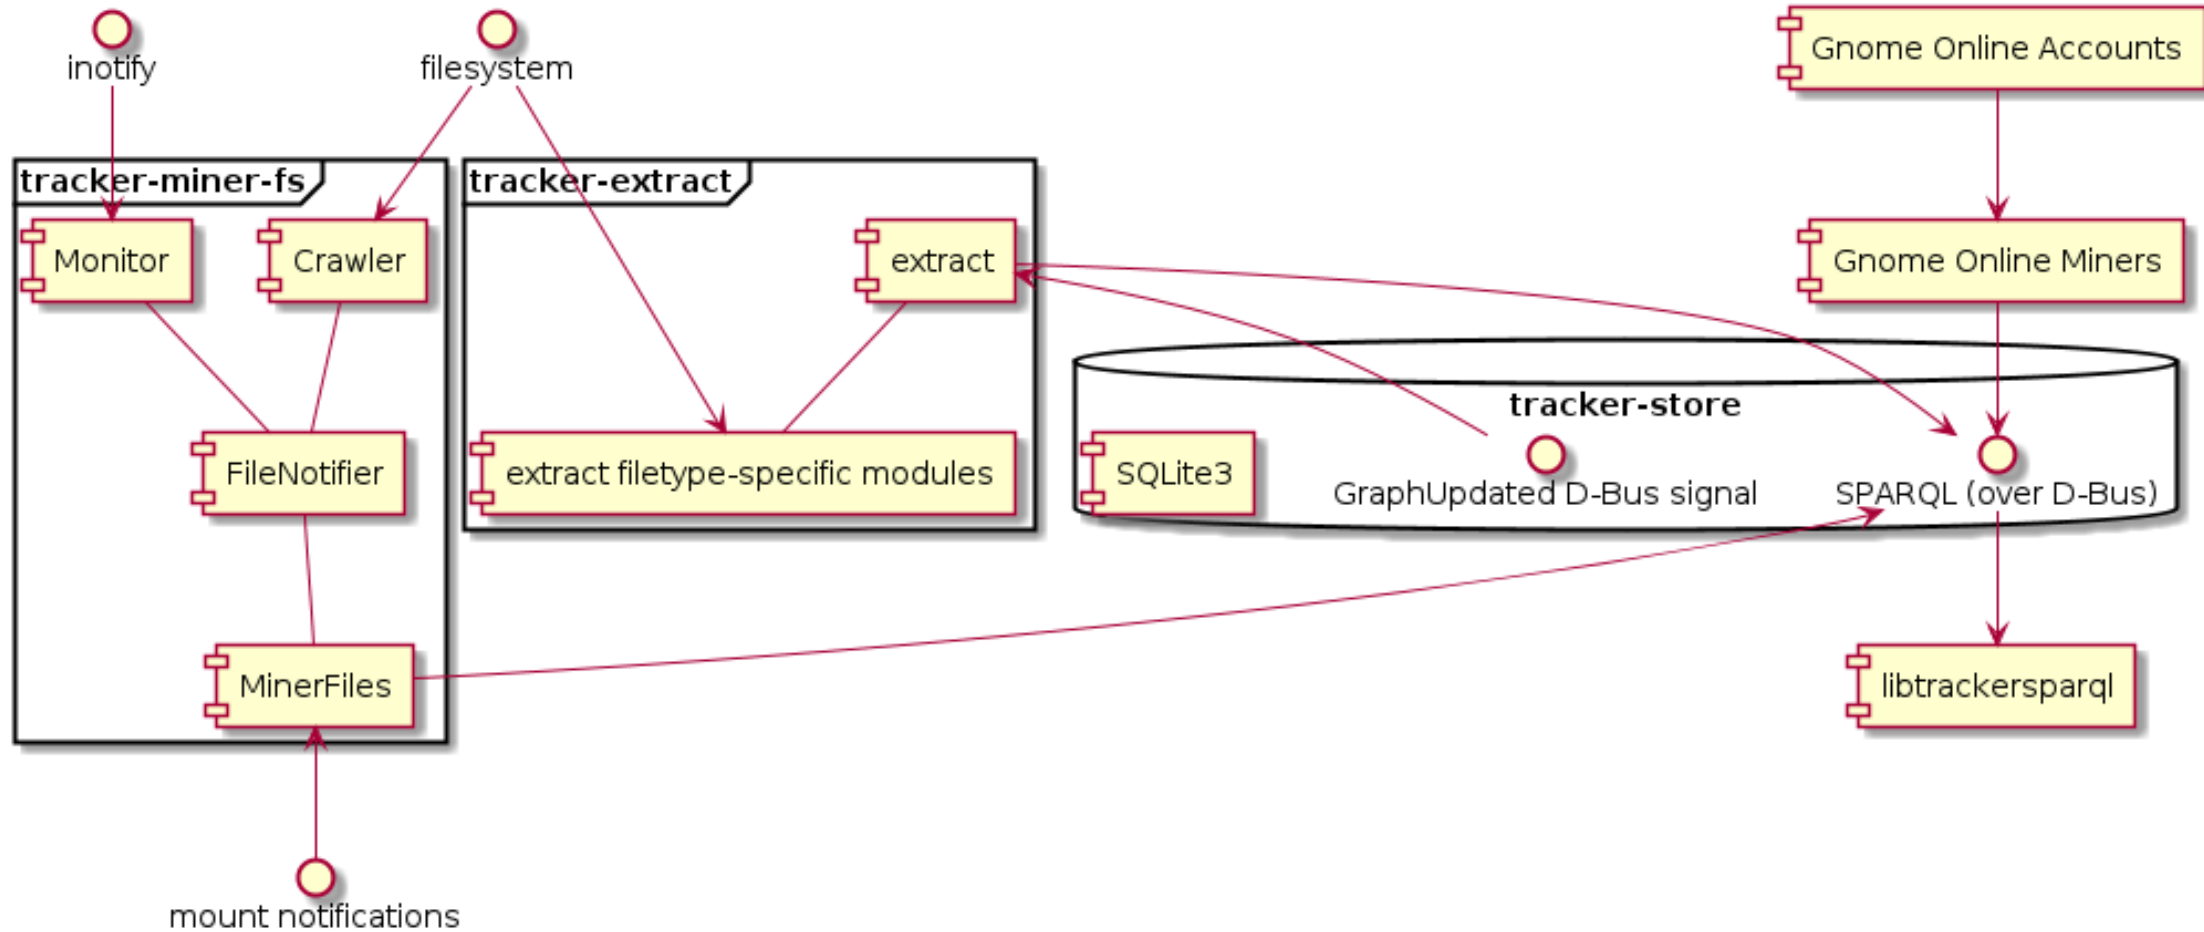 inotify
filesystem
Gnome Online Accounts
tracker-miner-fs
tracker-extract
Monitor
Crawler
extract
Gnome Online Miners
tracker-store
FileNotifier
extract filetype-specific modules
SQLite3
GraphUpdated D-Bus signal
SPARQL (over D-Bus)
MinerFiles
libtrackersparql
mount notifications